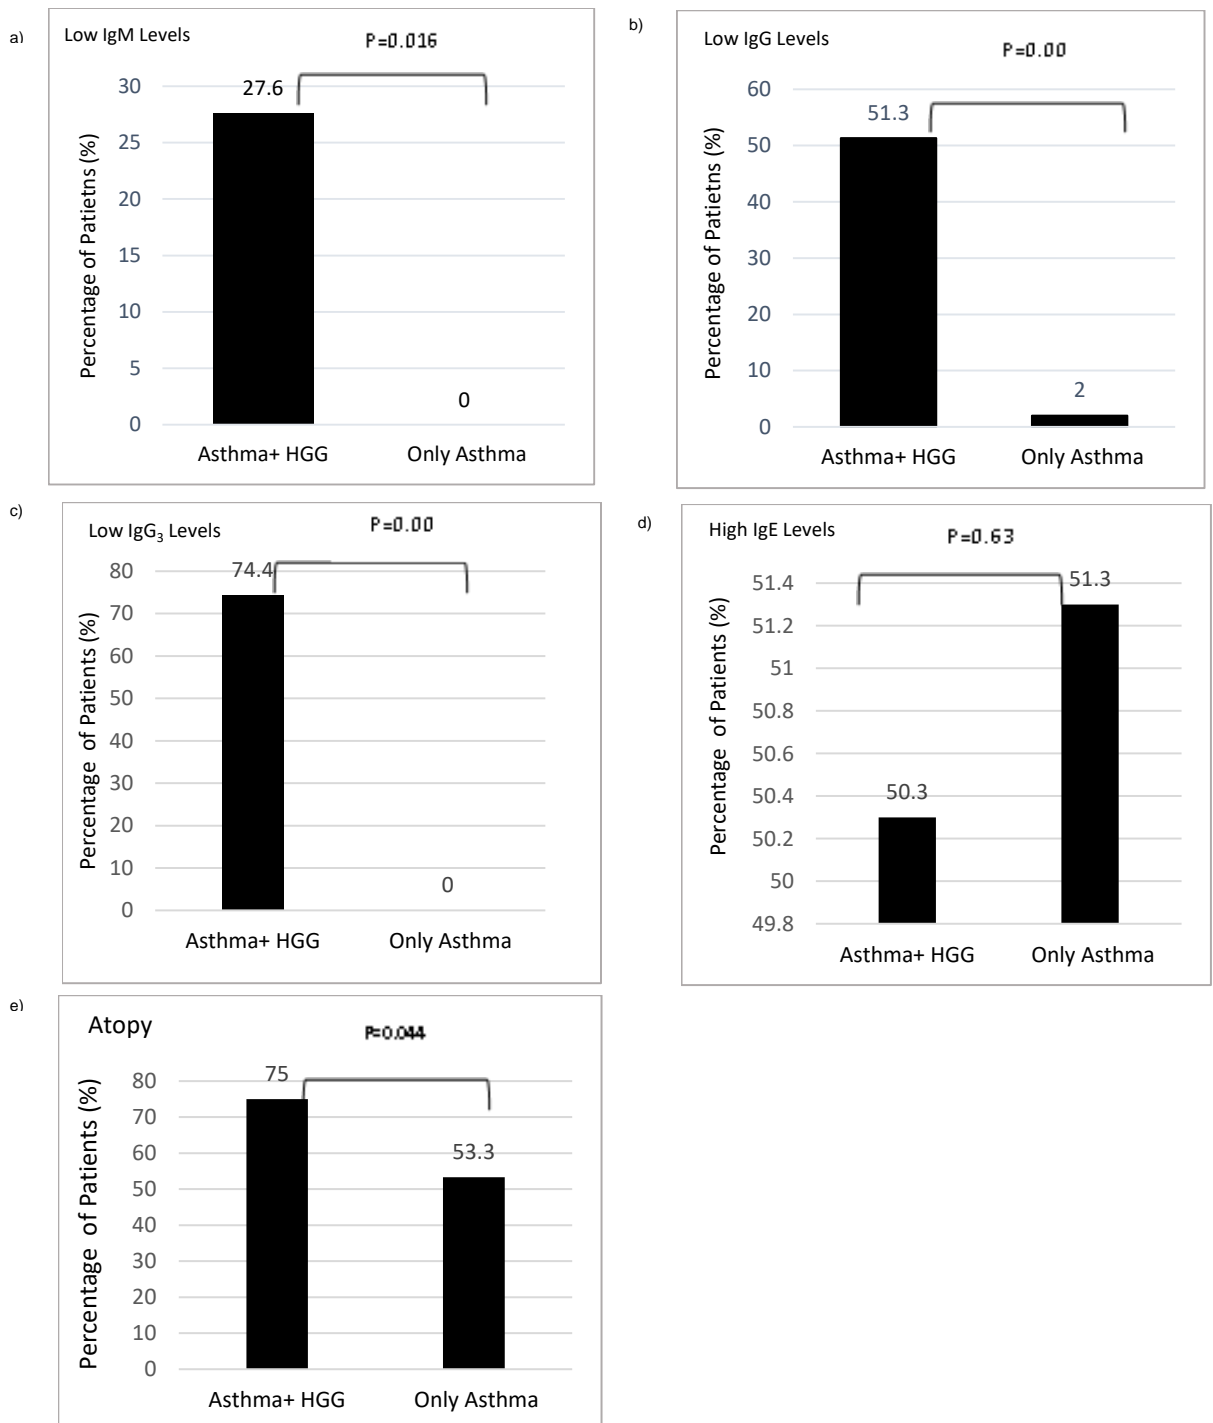 a)
Low IgM Levels
P=0.016
30
25
20
15
10
5
0
27.6
0
Percentage of Patietns (%)
Asthma+ HGG
Only Asthma
b)
Low IgG Levels
P=0.00
60
50
40
30
20
10
0
51.3
2
Percentage of Patietns (%)
Asthma+ HGG
Only Asthma
c)
Low IgG₃ Levels
P=0.00
80
70
60
50
40
30
20
10
0
74.4
0
Percentage of Patients (%)
Asthma+ HGG
Only Asthma
d)
High IgE Levels
P=0.63
51.4
51.2
51
50.8
50.6
50.4
50.2
50
49.8
50.3
51.3
Percentage of Patients (%)
Asthma+ HGG
Only Asthma
e)
Atopy
P=0.044
80
70
60
50
40
30
20
10
0
75
53.3
Percentage of Patients (%)
Asthma+ HGG
Only Asthma